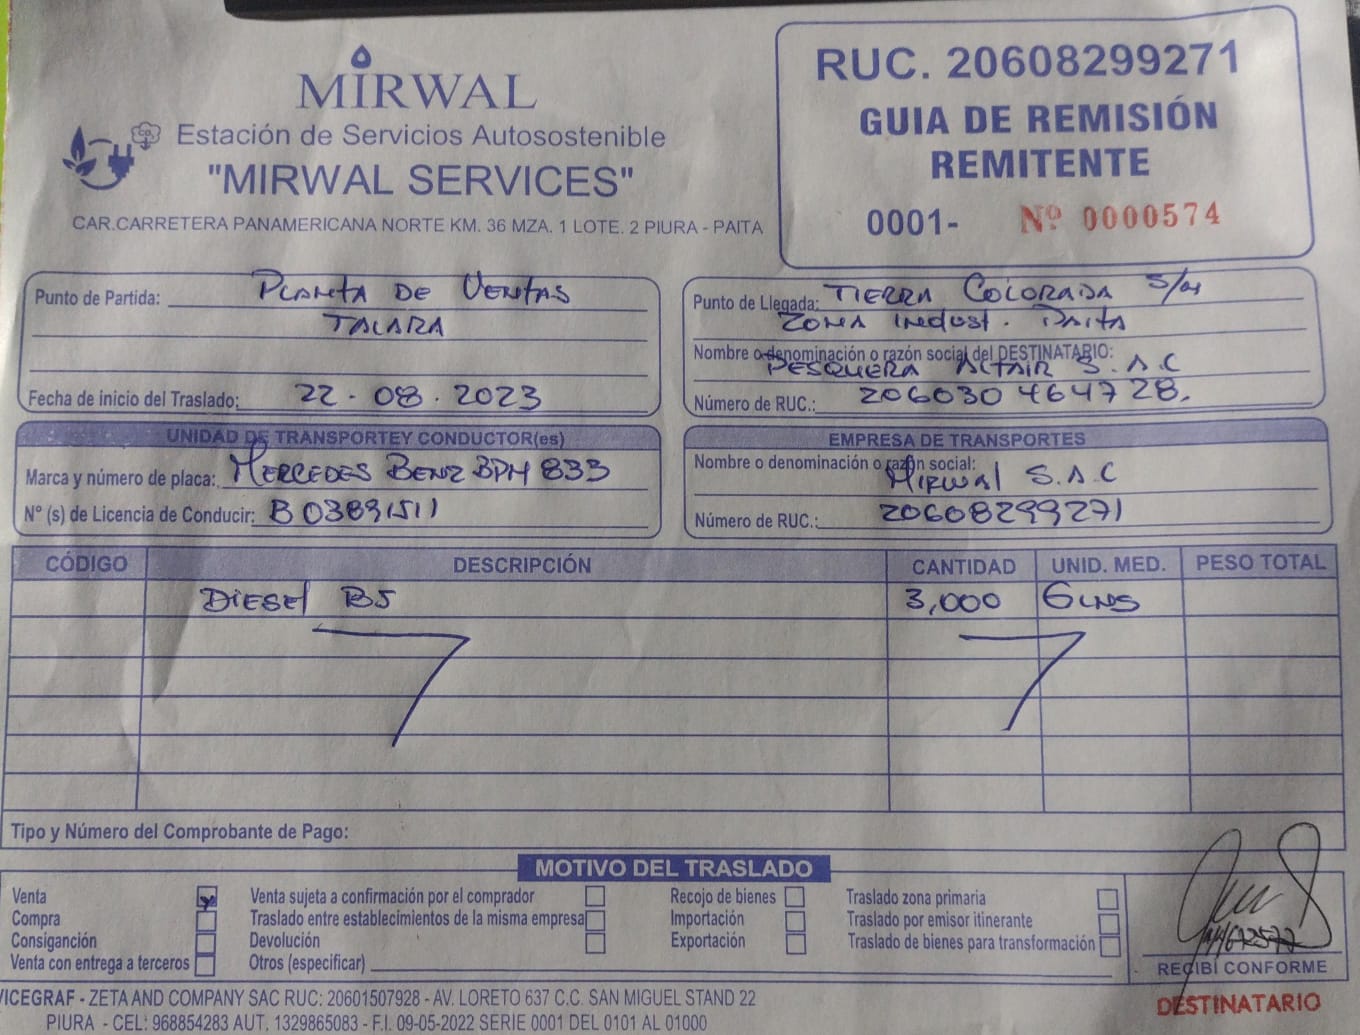 MIRWAL
Estación de Servicios Autosostenible
"MIRWAL SERVICES"
CAR.CARRETERA PANAMERICANA NORTE KM. 36 MZA. 1 LOTE. 2 PIURA - PAITA
RUC. 20608299271
GUIA DE REMISIÓN
REMITENTE
0001- Nº 0000574
Punto de Partida: PLANTA DE VENTAS
TALARA
Fecha de inicio del Traslado: 22.08.2023
Punto de Llegada: TIERRA COLORADA S/N
ZONA INDUST. PAITA
Nombre o denominación o razón social del DESTINATARIO:
PESQUERA ALTAIR S.A.C
Número de RUC.: 206030464728.
UNIDAD DE TRANSPORTEY CONDUCTOR(es)
Marca y número de placa: MERCEDES BENZ BPM 833
N° (s) de Licencia de Conducir: B03891511
EMPRESA DE TRANSPORTES
Nombre o denominación o razón social:
Mirwal S.A.C
Número de RUC.: 20608299271
CÓDIGO DESCRIPCIÓN CANTIDAD UNID. MED. PESO TOTAL
DIESEL B5 3,000 GLNS
Tipo y Número del Comprobante de Pago:
MOTIVO DEL TRASLADO
Venta Venta sujeta a confirmación por el comprador Recojo de bienes Traslado zona primaria
Compra Traslado entre establecimientos de la misma empresa Importación Traslado por emisor itinerante
Consiganción Devolución Exportación Traslado de bienes para transformación
Venta con entrega a terceros Otros (especificar)
RECIBÍ CONFORME
DESTINATARIO
VICEGRAF - ZETA AND COMPANY SAC RUC: 20601507928 - AV. LORETO 637 C.C. SAN MIGUEL STAND 22
PIURA - CEL: 968854283 AUT. 1329865083 - F.I. 09-05-2022 SERIE 0001 DEL 0101 AL 01000